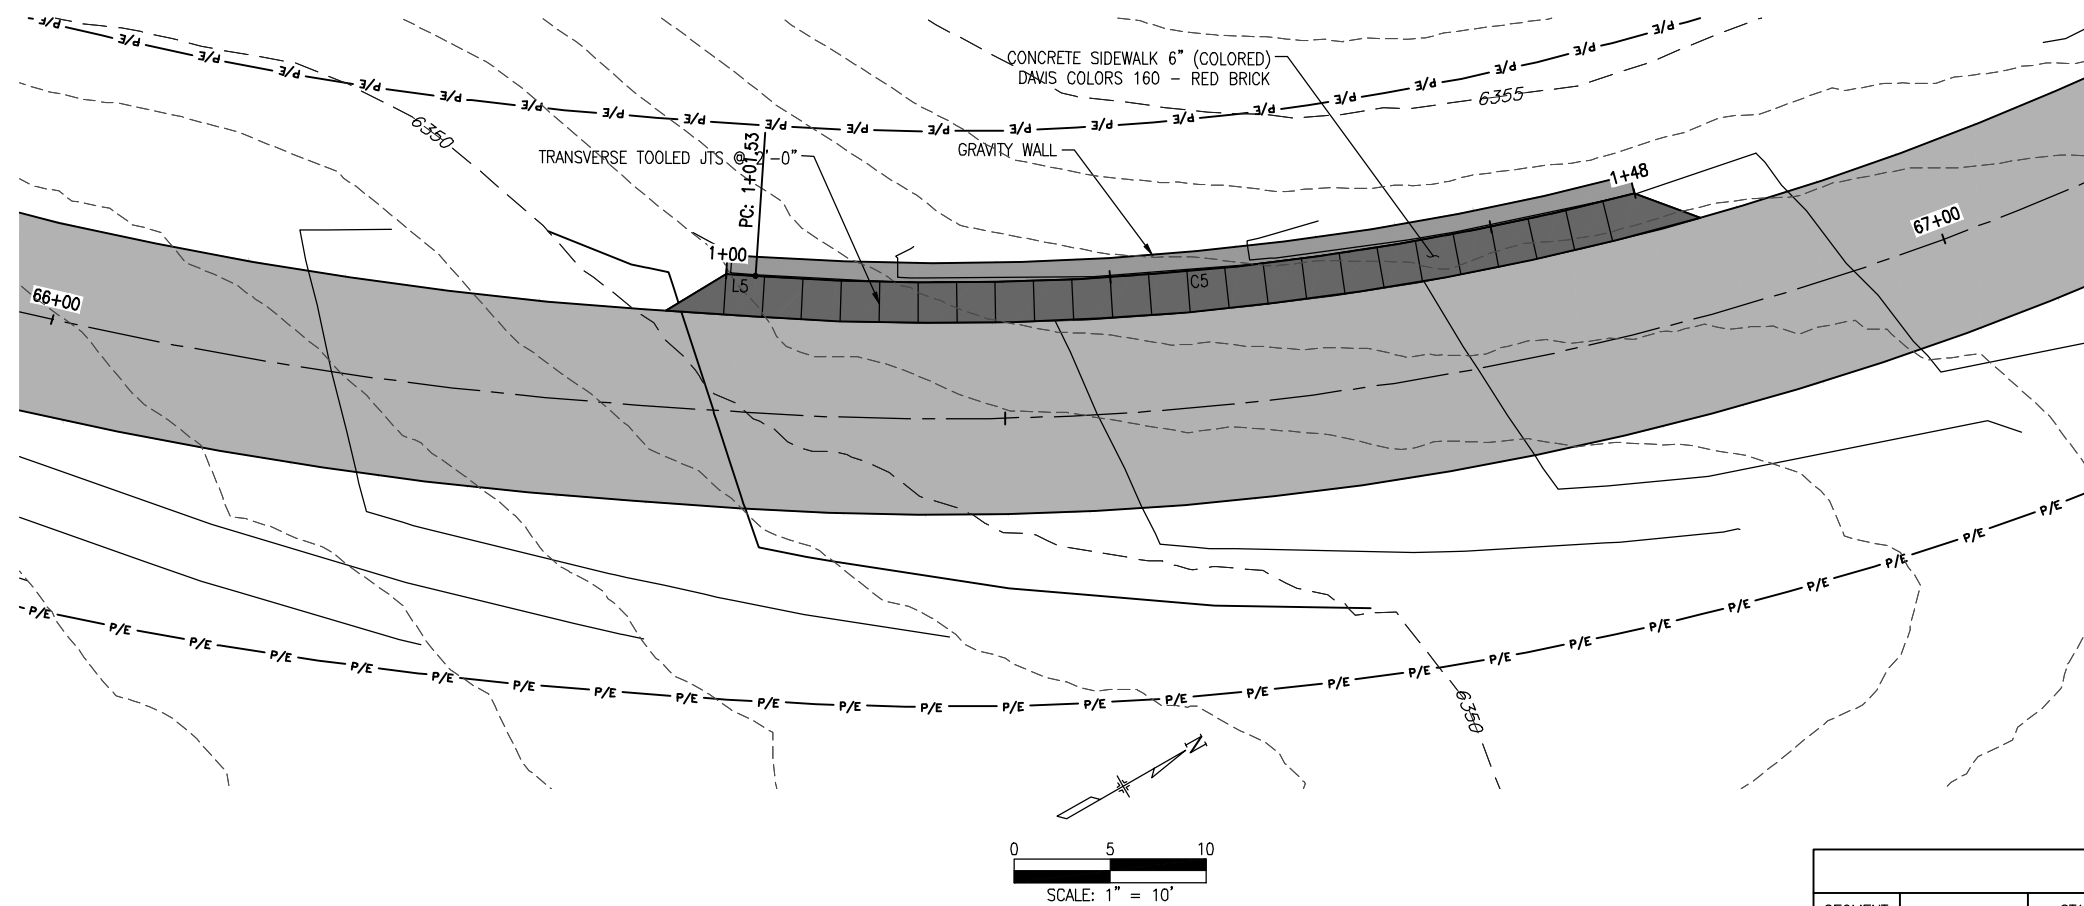 P/E P/E P/E P/E P/E P/E P/E P/E P/E P/E P/E P/E P/E P/E P/E P/E P/E P/E P/E P/E P/E
CONCRETE SIDEWALK 6" (COLORED)
DAVIS COLORS 160 - RED BRICK
6355
6350
TRANSVERSE TOOLED JTS @ 2'-0"
GRAVITY WALL
PC: 1+01.53
1+48
1+00
67+00
L5
C5
66+00
P/E P/E P/E P/E P/E P/E P/E P/E P/E P/E P/E P/E P/E P/E P/E P/E P/E P/E P/E P/E P/E P/E P/E P/E P/E P/E
6350
N
0 5 10
SCALE: 1" = 10'